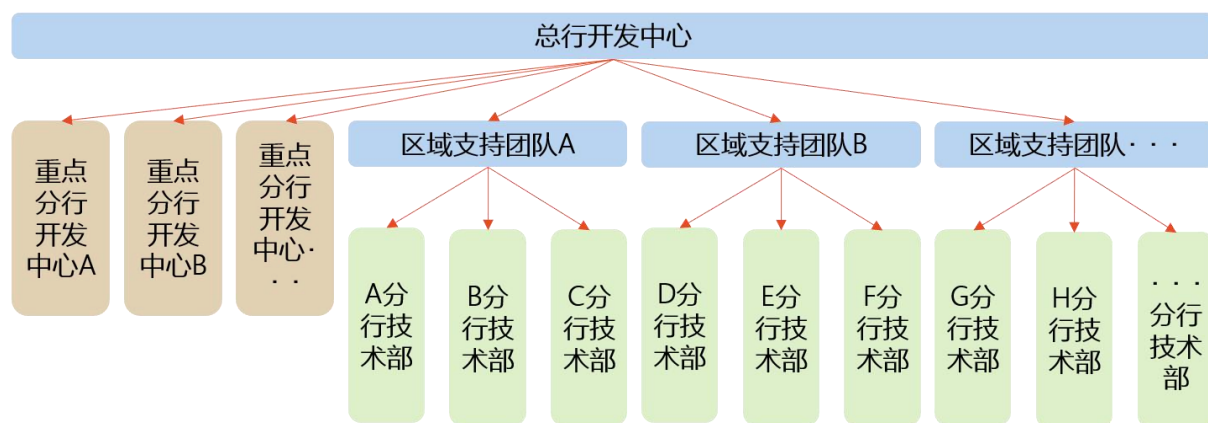 总行开发中心
重点
分行
开发
中心A
重点
分行
开发
中心B
重点
分行
开发
中心·
· ·
区域支持团队A
区域支持团队B
区域支持团队· · ·
A分
行技
术部
B分
行技
术部
C分
行技
术部
D分
行技
术部
E分
行技
术部
F分
行技
术部
G分
行技
术部
H分
行技
术部
· · ·
分行
技术
部